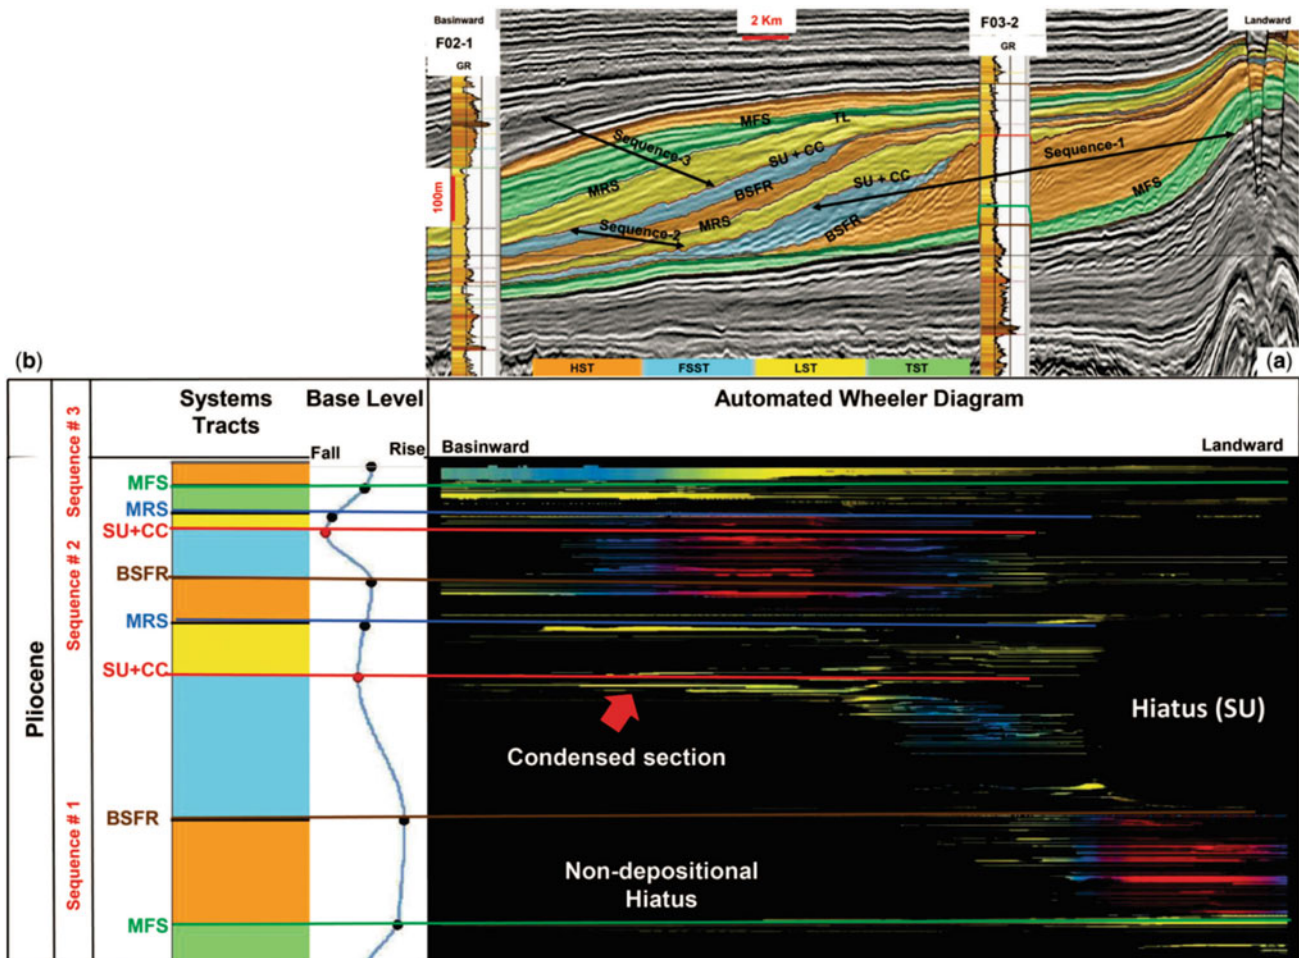 Basinward
F02-1
GR
2 Km
F03-2
GR
Landward
100m
MFS
TL
Sequence-3
SU + CC
Sequence-1
MRS
BSFR
SU + CC
MFS
Sequence-2
MRS
BSFR
HST
FSST
LST
TST
(a)
(b)
Systems
Tracts
Base Level
Fall
Rise
Automated Wheeler Diagram
Basinward
Landward
Pliocene
Sequence # 3
Sequence # 2
Sequence # 1
MFS
MRS
SU+CC
BSFR
MRS
SU+CC
BSFR
MFS
Condensed section
Hiatus (SU)
Non-depositional
Hiatus